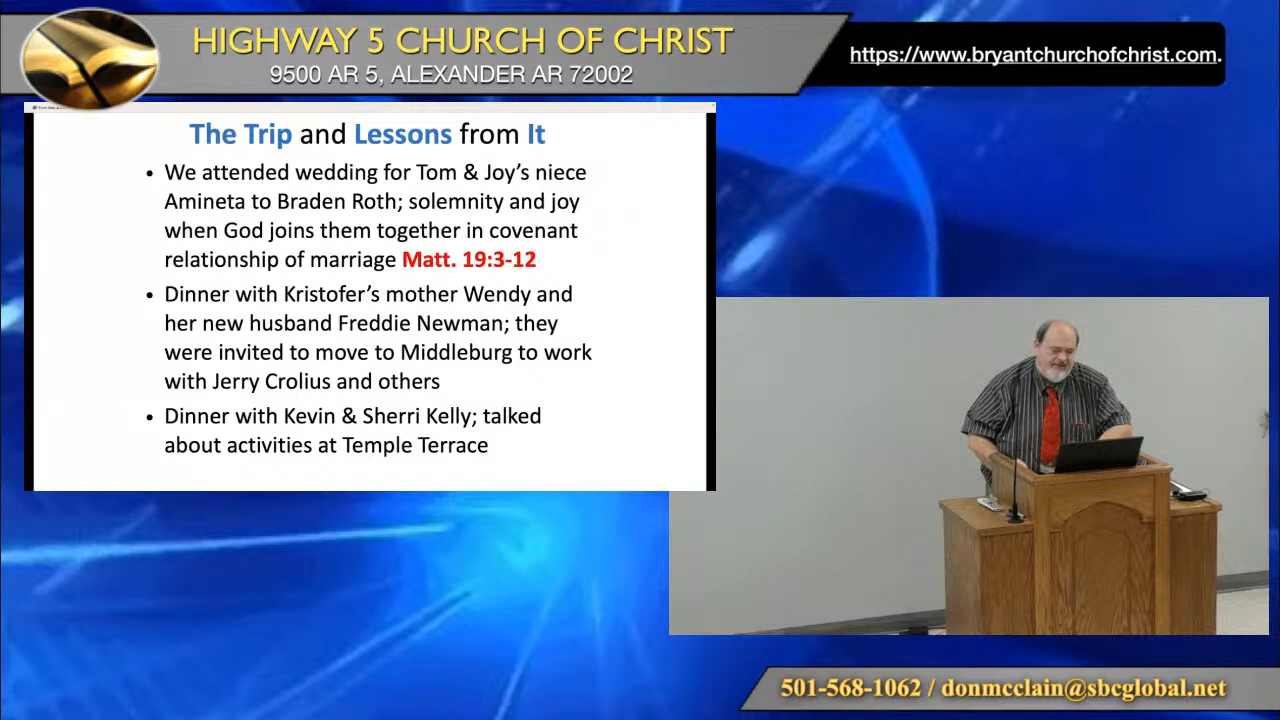 HIGHWAY 5 CHURCH OF CHRIST
9500 AR 5, ALEXANDER AR 72002
https://www.bryantchurchofchrist.com.
The Trip and Lessons from It
• We attended wedding for Tom & Joy’s niece
Amineta to Braden Roth; solemnity and joy
when God joins them together in covenant
relationship of marriage Matt. 19:3-12
• Dinner with Kristofer’s mother Wendy and
her new husband Freddie Newman; they
were invited to move to Middleburg to work
with Jerry Crolius and others
• Dinner with Kevin & Sherri Kelly; talked
about activities at Temple Terrace
501-568-1062 / donmcclain@sbcglobal.net